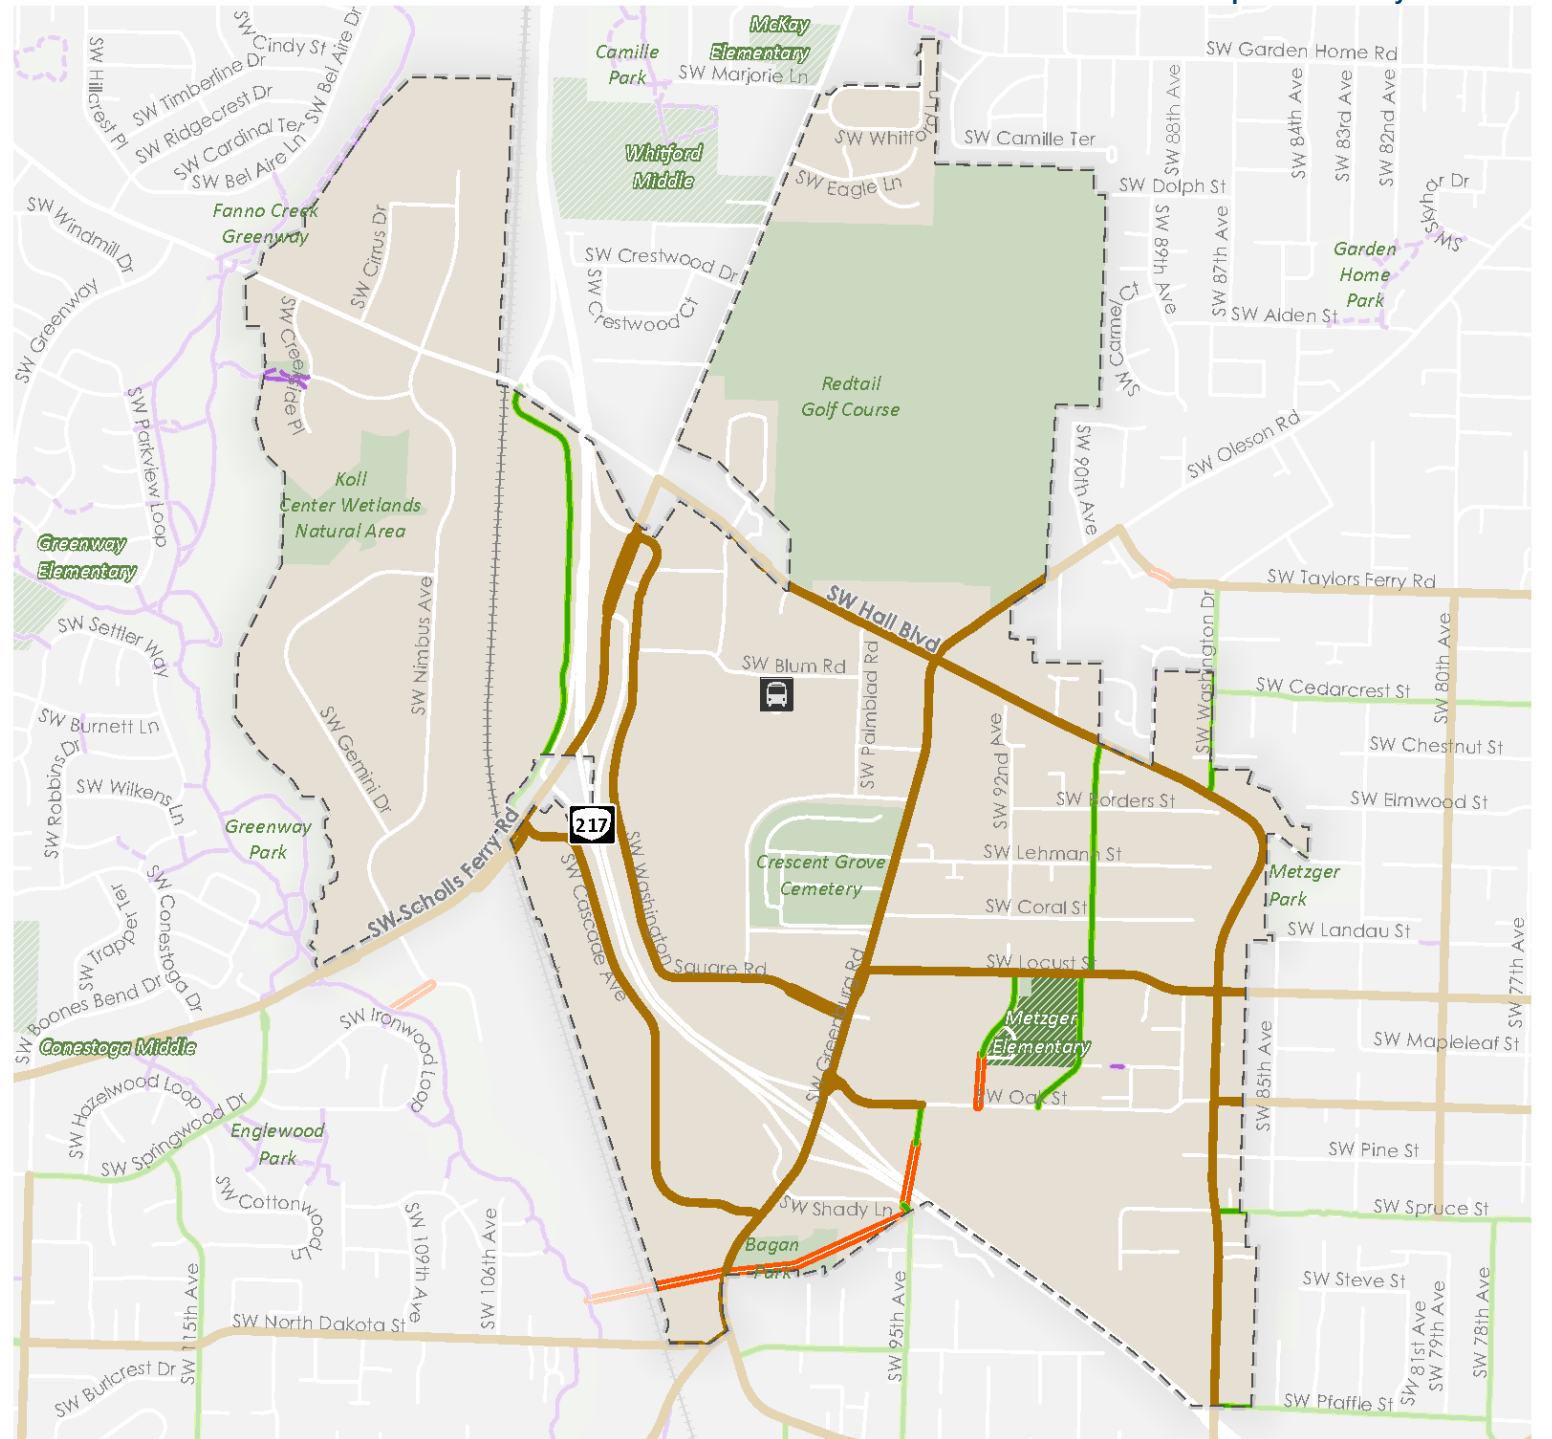 McKay
Elementary
Camille
Park
SW Marjorie Ln
SW Garden Home Rd
SW Cindy St
SW Bel Aire Dr
SW Hillcrest Pl
SW Timberline Dr
SW Ridgecrest Dr
SW Cardinal Ter
SW Bel Aire Ln
SW Whitford Ln
SW Camille Ter
SW 88th Ave
SW 84th Ave
SW 83rd Ave
SW 82nd Ave
Whitford
Middle
SW Eagle Ln
SW Dolph St
SW Skyhar Dr
SW Windmill Dr
Fanno Creek
Greenway
SW Cirrus Dr
SW 89th Ave
SW 87th Ave
Garden
Home
Park
SW Crestwood Dr
SW Crestwood Ct
SW Greenway
SW Creekside Pl
SW Carmel Ct
SW Alden St
SW Parkview Loop
Redtail
Golf Course
SW 90th Ave
SW Oleson Rd
Koll
Center Wetlands
Natural Area
Greenway
Elementary
SW Nimbus Ave
SW Taylors Ferry Rd
SW Hall Blvd
SW Settler Way
SW Blum Rd
SW Palmblad Rd
SW Washington Dr
SW 80th Ave
SW Cedarcrest St
SW Burnett Ln
SW Robbins Dr
SW Gemini Dr
SW 92nd Ave
SW Chestnut St
SW Wilkens Ln
SW Borders St
SW Elmwood St
217
Greenway
Park
SW Scholls Ferry Rd
SW Cascade Ave
SW Washington
Square Rd
Crescent Grove
Cemetery
SW Lehmann St
Metzger
Park
SW Trapper Ter
SW Conestoga Dr
SW Coral St
SW Landau St
SW 77th Ave
SW Boones Bend Dr
SW Greenburg Rd
SW Locust St
SW Ironwood Loop
Conestoga Middle
Metzger
Elementary
SW 85th Ave
SW Mapleleaf St
SW Hazelwood Loop
SW Springwood Dr
SW Oak St
Englewood
Park
SW Pine St
SW Cottonwood Ln
SW 109th Ave
SW 106th Ave
SW Shady Ln
SW Spruce St
Bagan
Park
SW 115th Ave
SW 95th Ave
SW Steve St
SW 81st Ave
SW 79th Ave
SW 78th Ave
SW North Dakota St
SW Burlcrest Dr
SW Pfaffle St